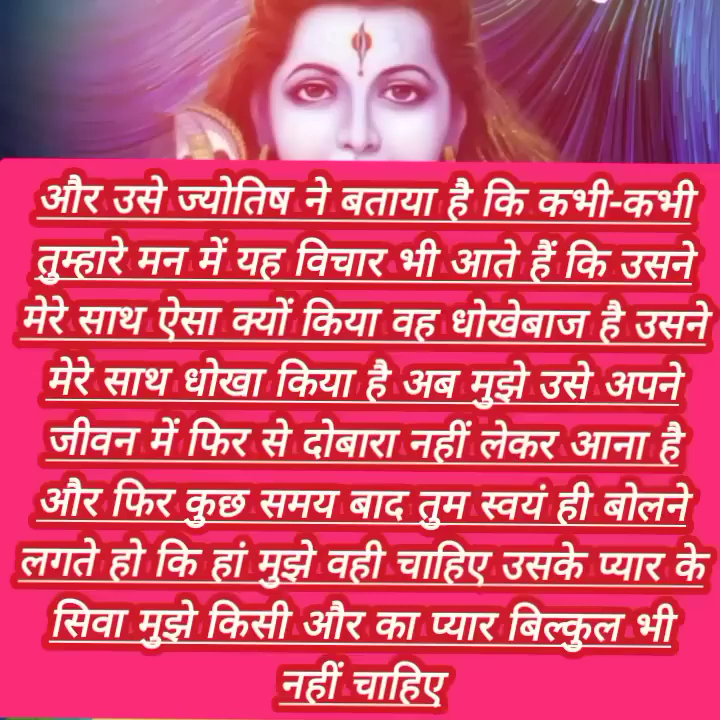 और उसे ज्योतिष ने बताया है कि कभी-कभी
तुम्हारे मन में यह विचार भी आते हैं कि उसने
मेरे साथ ऐसा क्यों किया वह धोखेबाज है उसने
मेरे साथ धोखा किया है अब मुझे उसे अपने
जीवन में फिर से दोबारा नहीं लेकर आना है
और फिर कुछ समय बाद तुम स्वयं ही बोलने
लगते हो कि हां मुझे वही चाहिए उसके प्यार के
सिवा मुझे किसी और का प्यार बिल्कुल भी
नहीं चाहिए